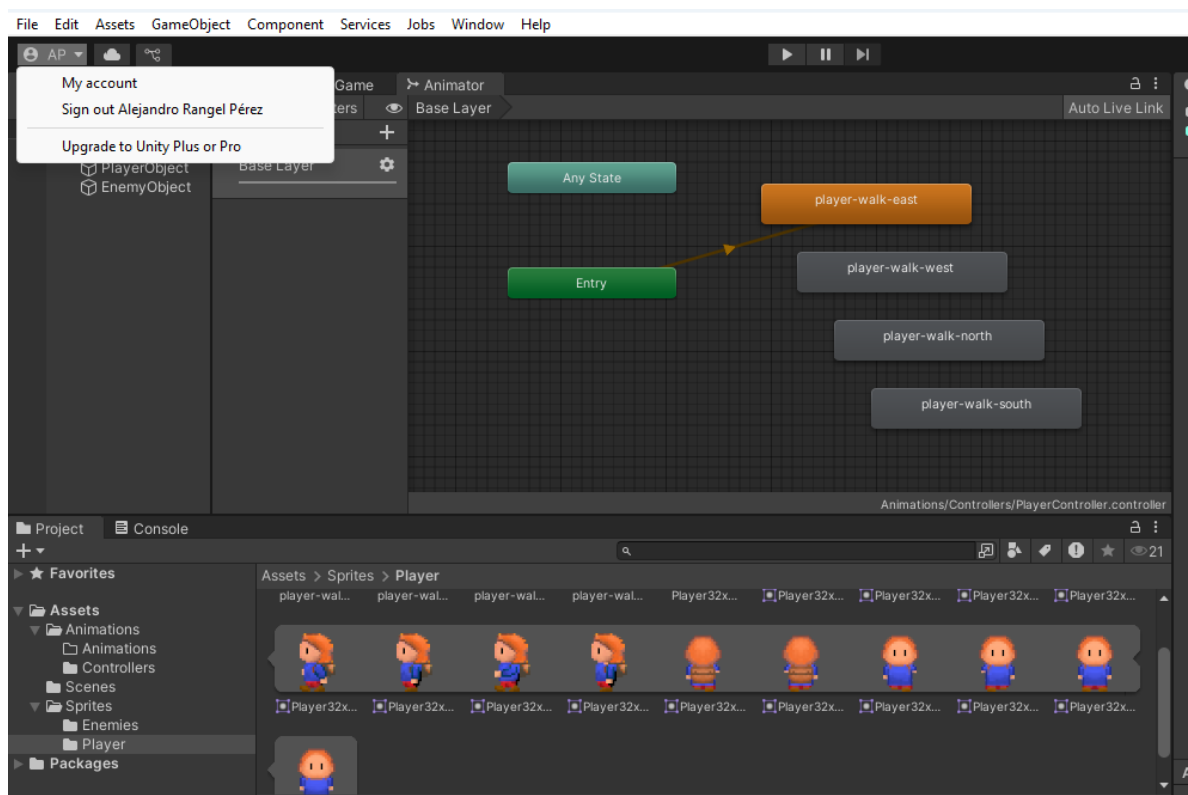 File Edit Assets GameObject Component Services Jobs Window Help
AP
My account
Sign out Alejandro Rangel Pérez
Upgrade to Unity Plus or Pro
Game Animator
Base Layer Auto Live Link
Base Layer
PlayerObject
EnemyObject
Any State
player-walk-east
player-walk-west
Entry
player-walk-north
player-walk-south
Animations/Controllers/PlayerController.controller
Project Console
21
Favorites
Assets > Sprites > Player
player-wal... player-wal... player-wal... player-wal... Player32x... Player32x... Player32x... Player32x... Player32x...
Assets
Animations
Animations
Controllers
Scenes
Sprites
Player32x... Player32x... Player32x... Player32x... Player32x... Player32x... Player32x... Player32x... Player32x...
Enemies
Player
Packages